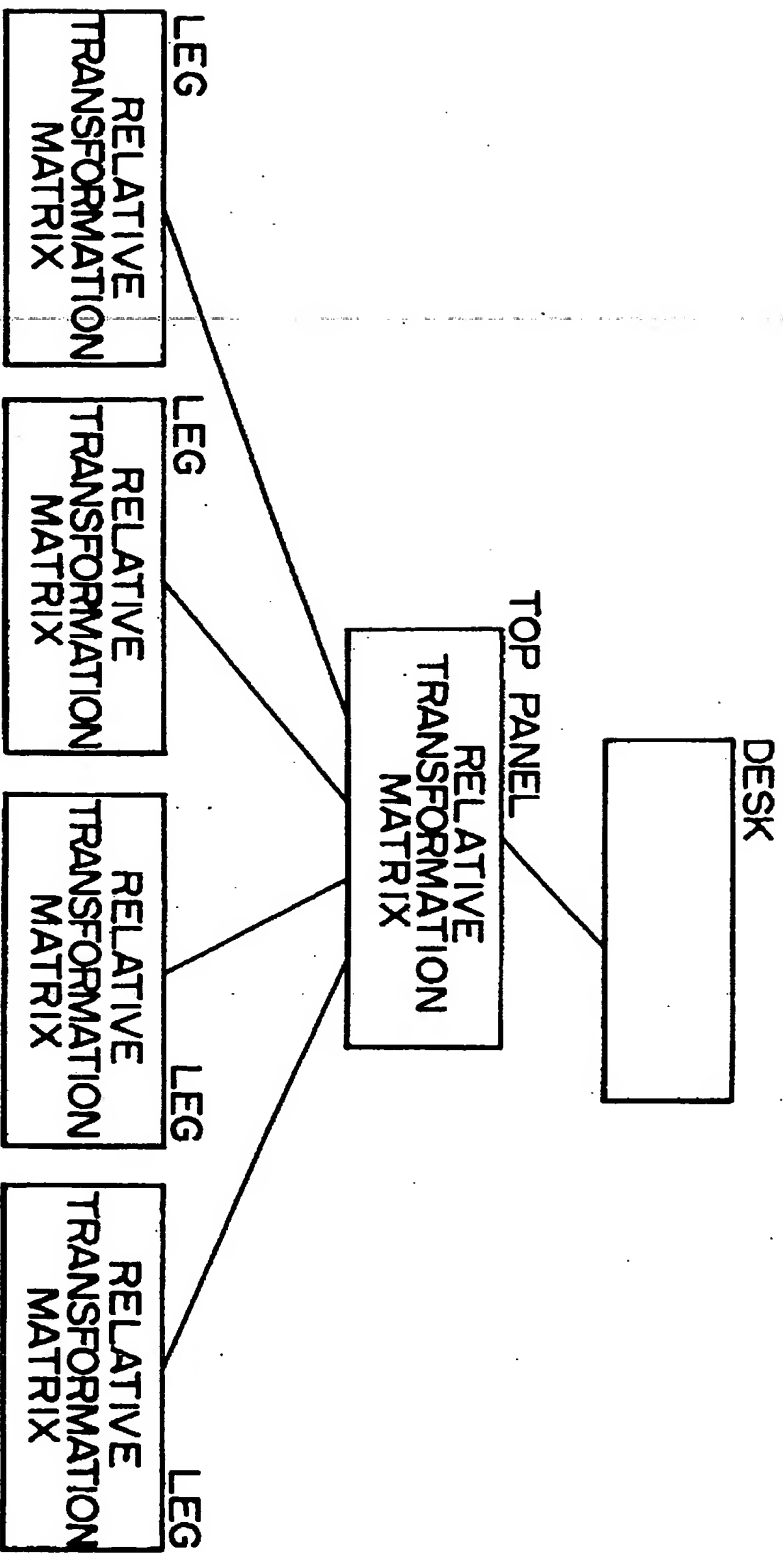 DESK
TOP PANEL
RELATIVE
TRANSFORMATION
MATRIX
LEG
RELATIVE
TRANSFORMATION
MATRIX
LEG
RELATIVE
TRANSFORMATION
MATRIX
LEG
RELATIVE
TRANSFORMATION
MATRIX
LEG
RELATIVE
TRANSFORMATION
MATRIX